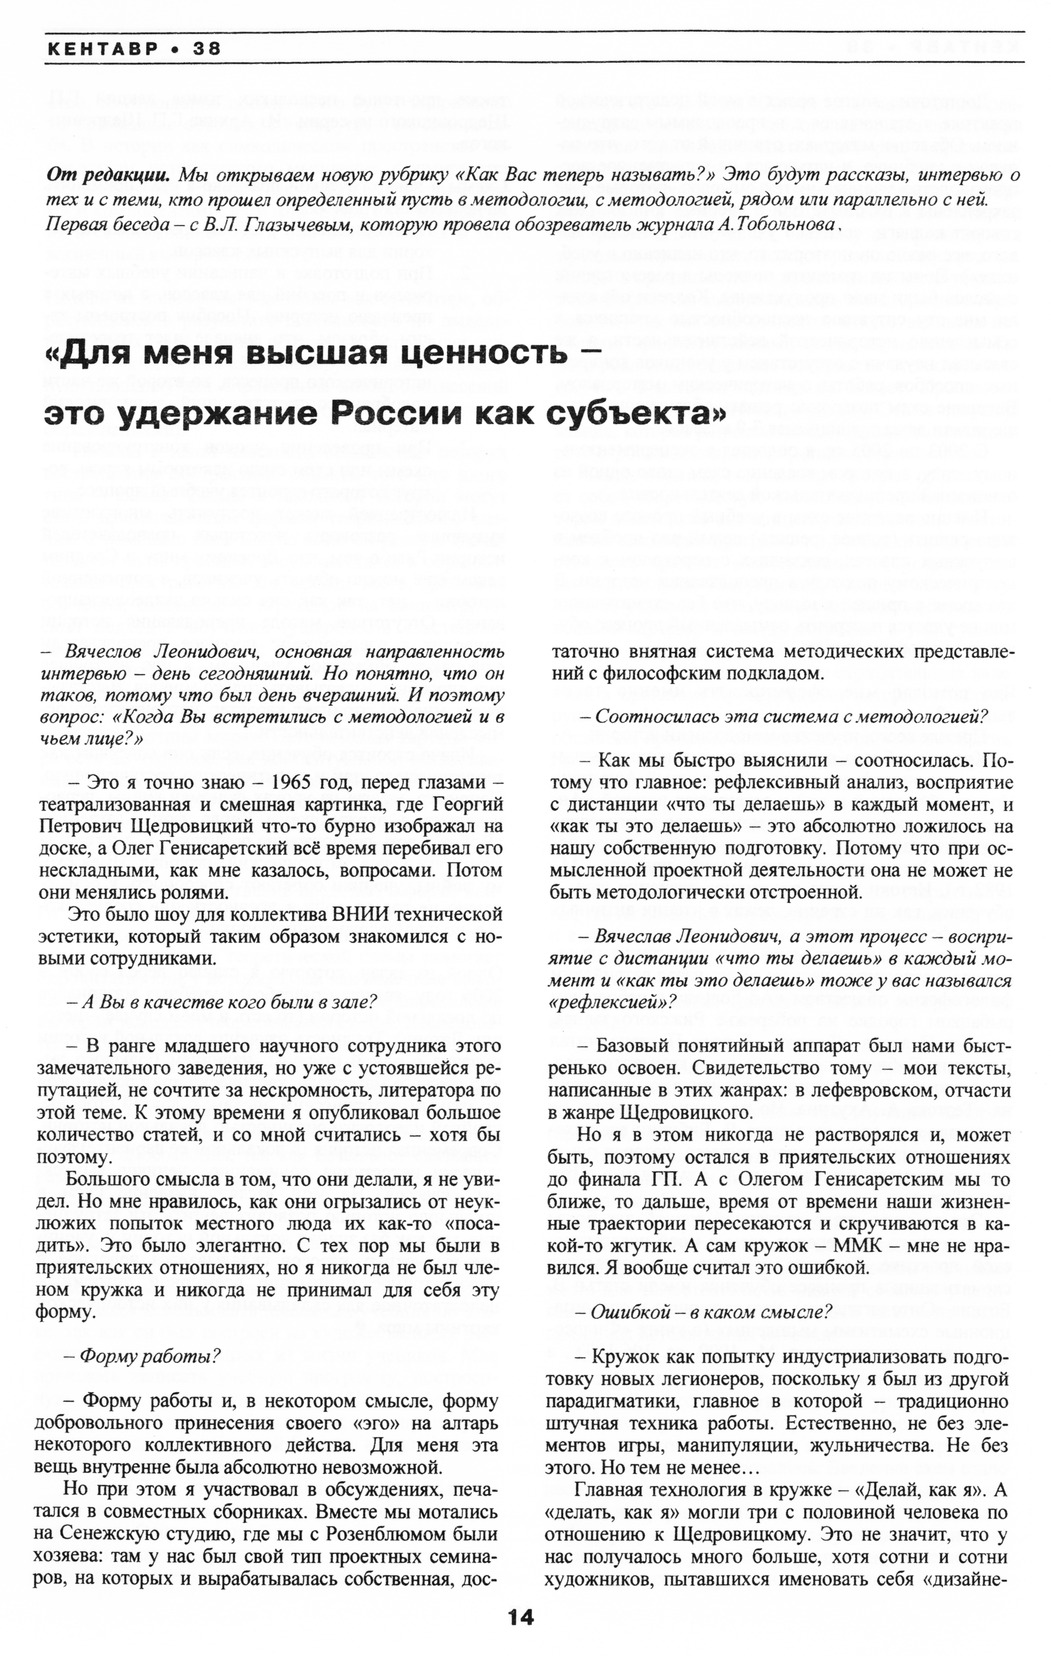 КЕНТАВР • 38
От редакции. Мы открываем новую рубрику «Как Вас теперь называть?» Это будут рассказы, интервью о
тех и с теми, кто прошел определенный пусть в методологии, с методологией, рядом или параллельно с ней.
Первая беседа – с В.Л. Глазычевым, которую провела обозреватель журнала А. Тобольнова.
«Для меня высшая ценность –
это удержание России как субъекта»
– Вячеслов Леонидович, основная направленность
интервью – день сегодняшний. Но понятно, что он
таков, потому что был день вчерашний. И поэтому
вопрос: «Когда Вы встретились с методологией и в
чьем лице?»
– Это я точно знаю – 1965 год, перед глазами –
театрализованная и смешная картинка, где Георгий
Петрович Щедровицкий что-то бурно изображал на
доске, а Олег Генисаретский всё время перебивал его
нескладными, как мне казалось, вопросами. Потом
они менялись ролями.
Это было шоу для коллектива ВНИИ технической
эстетики, который таким образом знакомился с но-
выми сотрудниками.
– А Вы в качестве кого были в зале?
– В ранге младшего научного сотрудника этого
замечательного заведения, но уже с устоявшейся ре-
путацией, не сочтите за нескромность, литератора по
этой теме. К этому времени я опубликовал большое
количество статей, и со мной считались – хотя бы
поэтому.
Большого смысла в том, что они делали, я не уви-
дел. Но мне нравилось, как они огрызались от неук-
люжих попыток местного люда их как-то «поса-
дить». Это было элегантно. С тех пор мы были в
приятельских отношениях, но я никогда не был чле-
ном кружка и никогда не принимал для себя эту
форму.
– Форму работы?
– Форму работы и, в некотором смысле, форму
добровольного принесения своего «эго» на алтарь
некоторого коллективного действа. Для меня эта
вещь внутренне была абсолютно невозможной.
Но при этом я участвовал в обсуждениях, печа-
тался в совместных сборниках. Вместе мы мотались
на Сенежскую студию, где мы с Розенблюмом были
хозяева: там у нас был свой тип проектных семина-
ров, на которых и вырабатывалась собственная, дос-
таточно внятная система методических представле-
ний с философским подкладом.
– Соотносилась эта система с методологией?
– Как мы быстро выяснили – соотносилась. По-
тому что главное: рефлексивный анализ, восприятие
с дистанции «что ты делаешь» в каждый момент, и
«как ты это делаешь» – это абсолютно ложилось на
нашу собственную подготовку. Потому что при ос-
мысленной проектной деятельности она не может не
быть методологически отстроенной.
– Вячеслав Леонидович, а этот процесс – воспри-
ятие с дистанции «что ты делаешь» в каждый мо-
мент и «как ты это делаешь» тоже у вас назывался
«рефлексией»?
– Базовый понятийный аппарат был нами быст-
ренько освоен. Свидетельство тому – мои тексты,
написанные в этих жанрах: в лефевровском, отчасти
в жанре Щедровицкого.
Но я в этом никогда не растворялся и, может
быть, поэтому остался в приятельских отношениях
до финала ГП. А с Олегом Генисаретским мы то
ближе, то дальше, время от времени наши жизнен-
ные траектории пересекаются и скручиваются в ка-
кой-то жгутик. А сам кружок – ММК – мне не нра-
вился. Я вообще считал это ошибкой.
– Ошибкой – в каком смысле?
– Кружок как попытку индустриализовать подго-
товку новых легионеров, поскольку я был из другой
парадигматики, главное в которой – традиционно
штучная техника работы. Естественно, не без эле-
ментов игры, манипуляции, жульничества. Не без
этого. Но тем не менее…
Главная технология в кружке – «Делай, как я». А
«делать, как я» могли три с половиной человека по
отношению к Щедровицкому. Это не значит, что у
нас получалось много больше, хотя сотни и сотни
художников, пытавшихся именовать себя «дизайне-
14